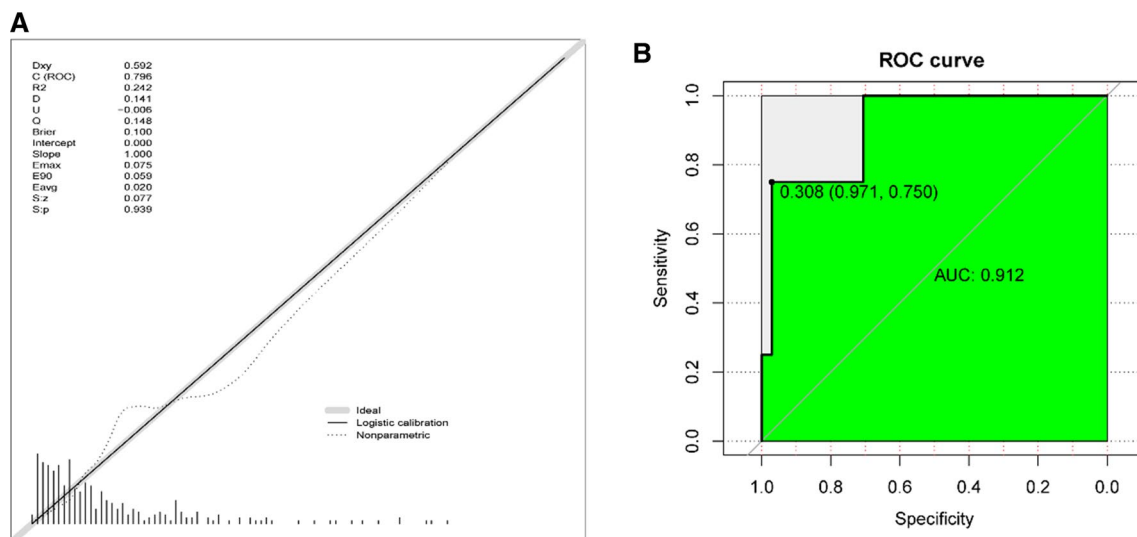 A
Dxy 0.592
C (ROC) 0.796
R2 0.242
D 0.141
U −0.006
Q 0.148
Brier 0.100
Intercept 0.000
Slope 1.000
Emax 0.075
E90 0.059
Eavg 0.020
S:z 0.077
S:p 0.939
Ideal
Logistic calibration
Nonparametric
B
ROC curve
Sensitivity
1.0
0.8
0.6
0.4
0.2
0.0
0.308 (0.971, 0.750)
AUC: 0.912
1.0 0.8 0.6 0.4 0.2 0.0
Specificity